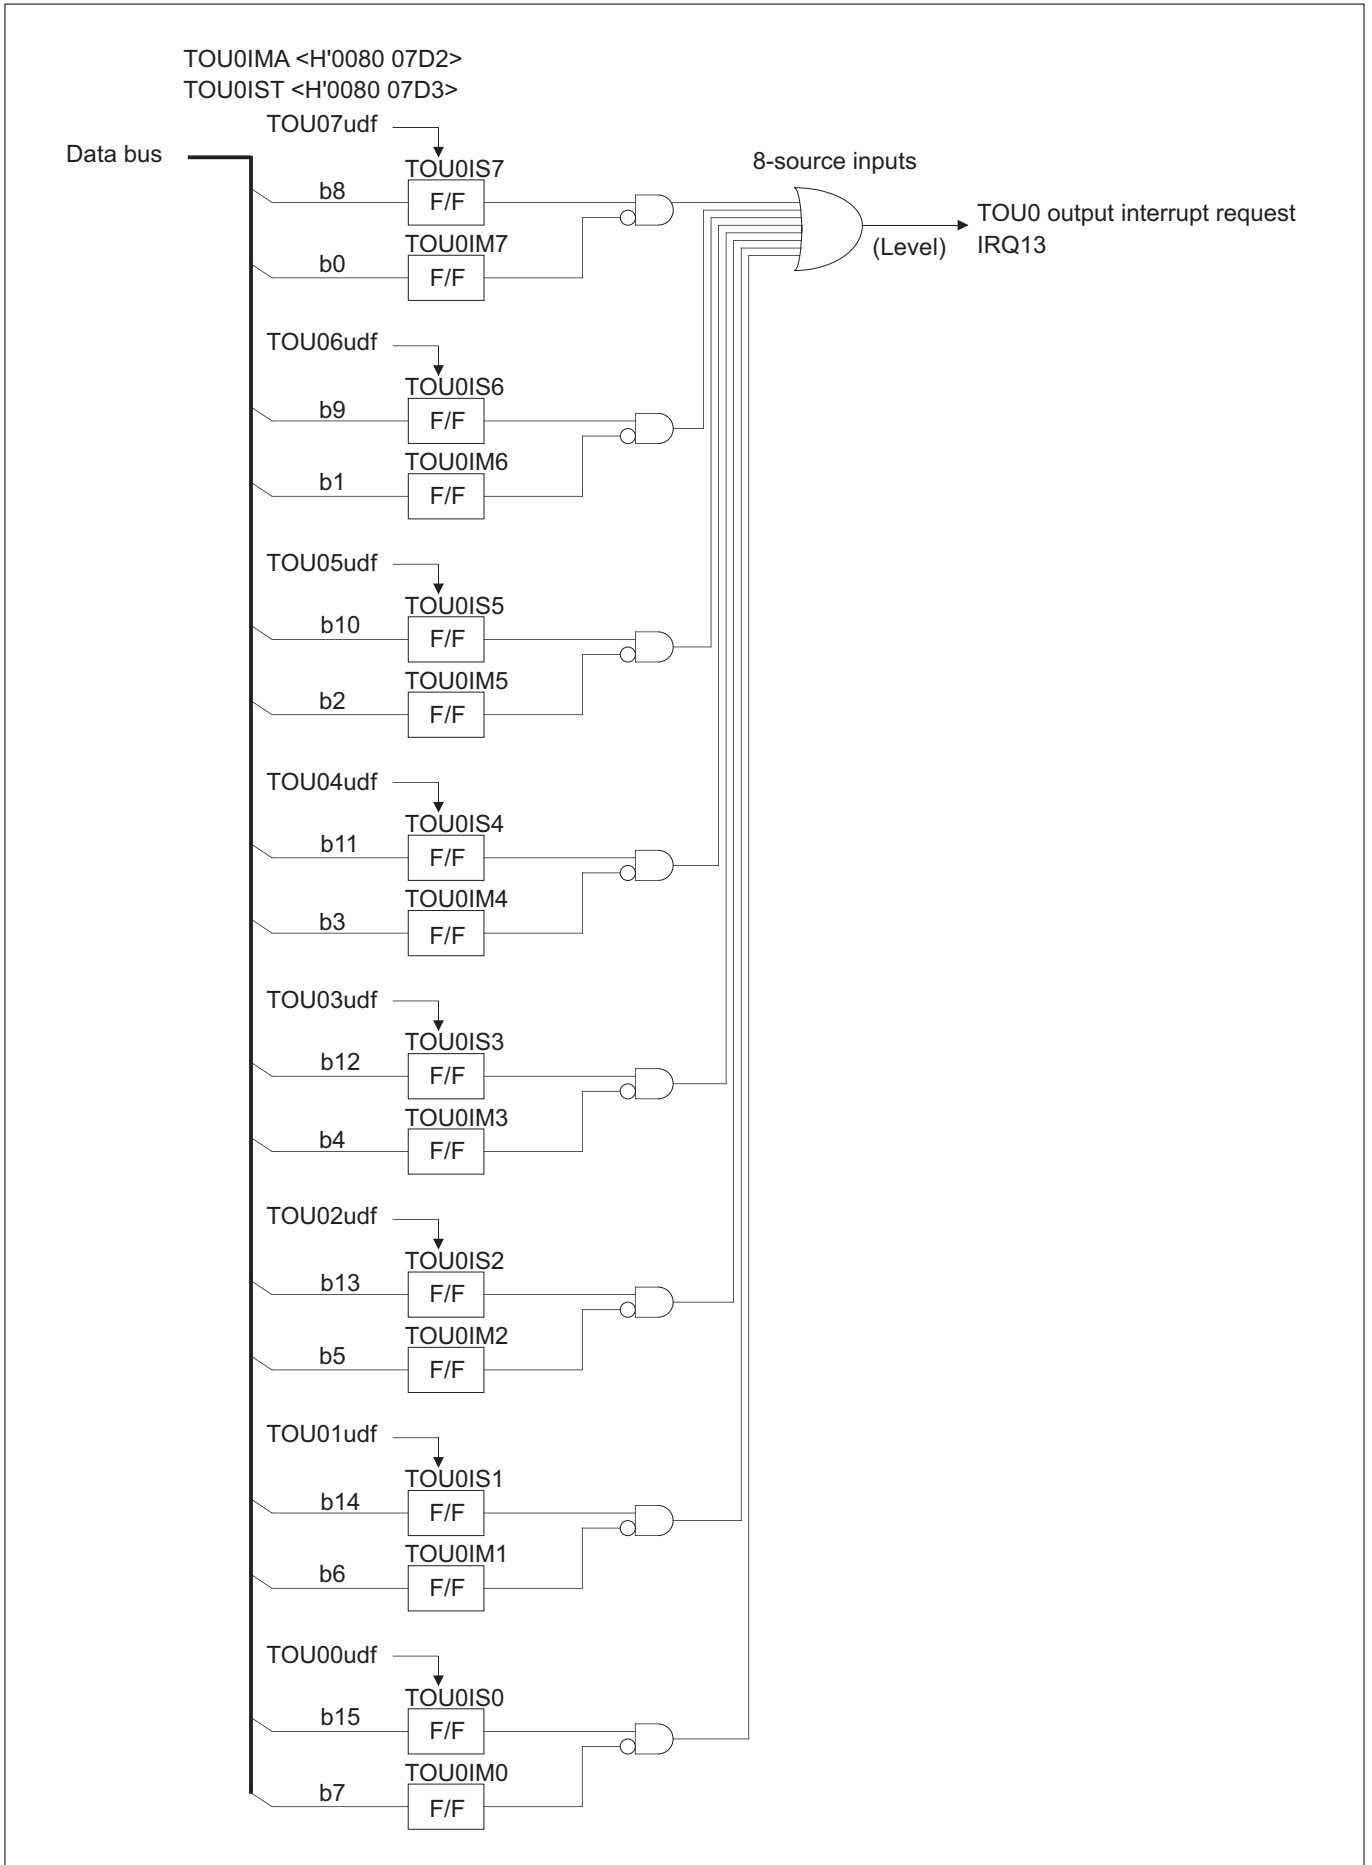 TOU0IMA <H'0080 07D2>
TOU0IST <H'0080 07D3>
TOU07udf
Data bus
TOU0IS7
8-source inputs
b8
F/F
TOU0 output interrupt request
(Level)
IRQ13
TOU0IM7
b0
F/F
TOU06udf
TOU0IS6
b9
F/F
TOU0IM6
b1
F/F
TOU05udf
TOU0IS5
b10
F/F
TOU0IM5
b2
F/F
TOU04udf
TOU0IS4
b11
F/F
TOU0IM4
b3
F/F
TOU03udf
TOU0IS3
b12
F/F
TOU0IM3
b4
F/F
TOU02udf
TOU0IS2
b13
F/F
TOU0IM2
b5
F/F
TOU01udf
TOU0IS1
b14
F/F
TOU0IM1
b6
F/F
TOU00udf
TOU0IS0
b15
F/F
TOU0IM0
b7
F/F